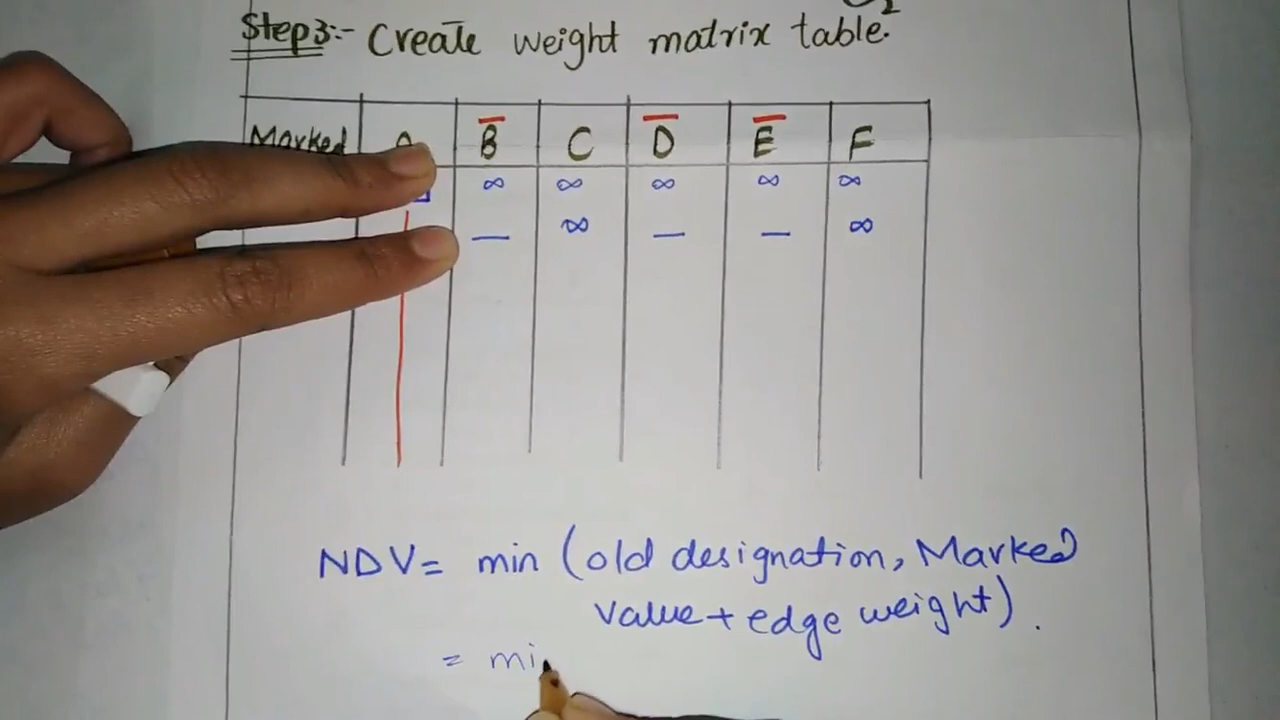 Step3:- Create weight matrix table.
Marked A B C D E F
∞ ∞ ∞ ∞ ∞
— ∞ — — ∞
NDV= min (old designation, Marked
Value + edge weight).
= mi